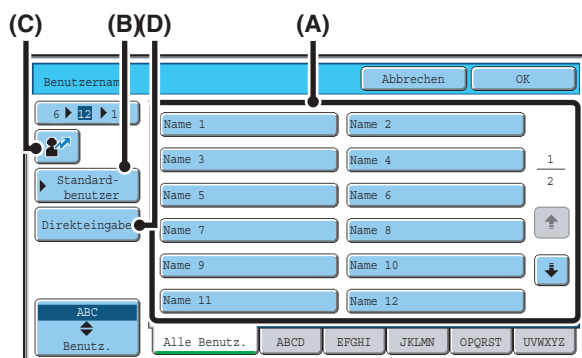 (C) (B) (D) (A)
Benutzername
Abbrechen
OK
6 12 1
Name 1
Name 2
Name 3
Name 4
1
2
Standard-
benutzer
Name 5
Name 6
Direkteingabe
Name 7
Name 8
Name 9
Name 10
Name 11
Name 12
ABC
Benutz.
Alle Benutz.
ABCD
EFGHI
JKLMN
OPQRST
UVWXYZ